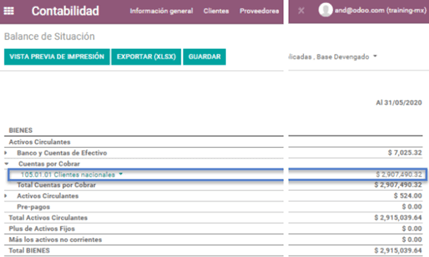 Contabilidad Información general Clientes Proveedores and@odoo.com (training-mx)
Balance de Situación
VISTA PREVIA DE IMPRESIÓN EXPORTAR (XLSX) GUARDAR licadas , Base Devengado
Al 31/05/2020
BIENES
Activos Circulantes
Banco y Cuentas de Efectivo $ 7,025.32
Cuentas por Cobrar
105.01.01 Clientes nacionales $ 2,907,490.32
Total Cuentas por Cobrar $ 2,907,490.32
Activos Circulantes $ 524.00
Pre-pagos $ 0.00
Total Activos Circulantes $ 2,915,039.64
Plus de Activos Fijos $ 0.00
Más los activos no corrientes $ 0.00
Total BIENES $ 2,915,039.64